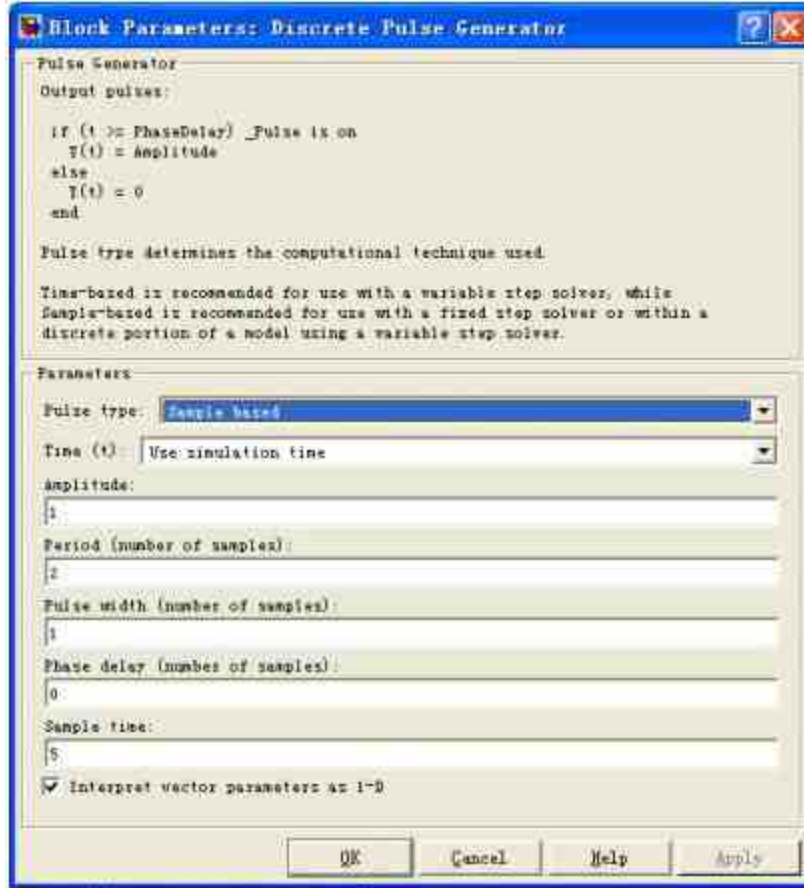 Block Parameters: Discrete Pulse Generator
Pulse Generator
Output pulses:
if (t >= PhaseDelay) _Pulse is on
Y(t) = Amplitude
else
Y(t) = 0
end
Pulse type determines the computational technique used.
Time-based is recommended for use with a variable step solver, while
Sample-based is recommended for use with a fixed step solver or within a
discrete portion of a model using a variable step solver.
Parameters
Pulse type: Sample based
Time (t): Use simulation time
Amplitude:
1
Period (number of samples):
2
Pulse width (number of samples):
1
Phase delay (number of samples):
0
Sample time:
5
Interpret vector parameters as 1-D
OK Cancel Help Apply